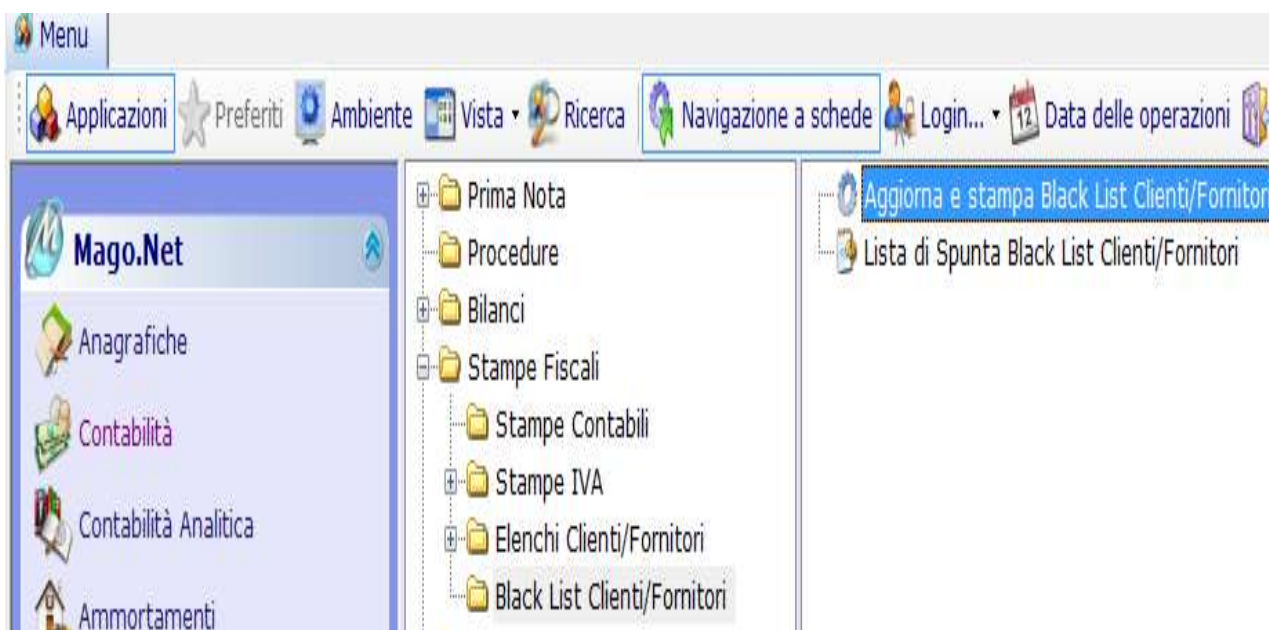 Menu
Applicazioni Preferiti Ambiente Vista Ricerca Navigazione a schede Login... 12 Data delle operazioni
Mago.Net
Anagrafiche
Contabilità
Contabilità Analitica
Ammortamenti
Prima Nota
Procedure
Bilanci
Stampe Fiscali
Stampe Contabili
Stampe IVA
Elenchi Clienti/Fornitori
Black List Clienti/Fornitori
Aggiorna e stampa Black List Clienti/Fornitor
Lista di Spunta Black List Clienti/Fornitori